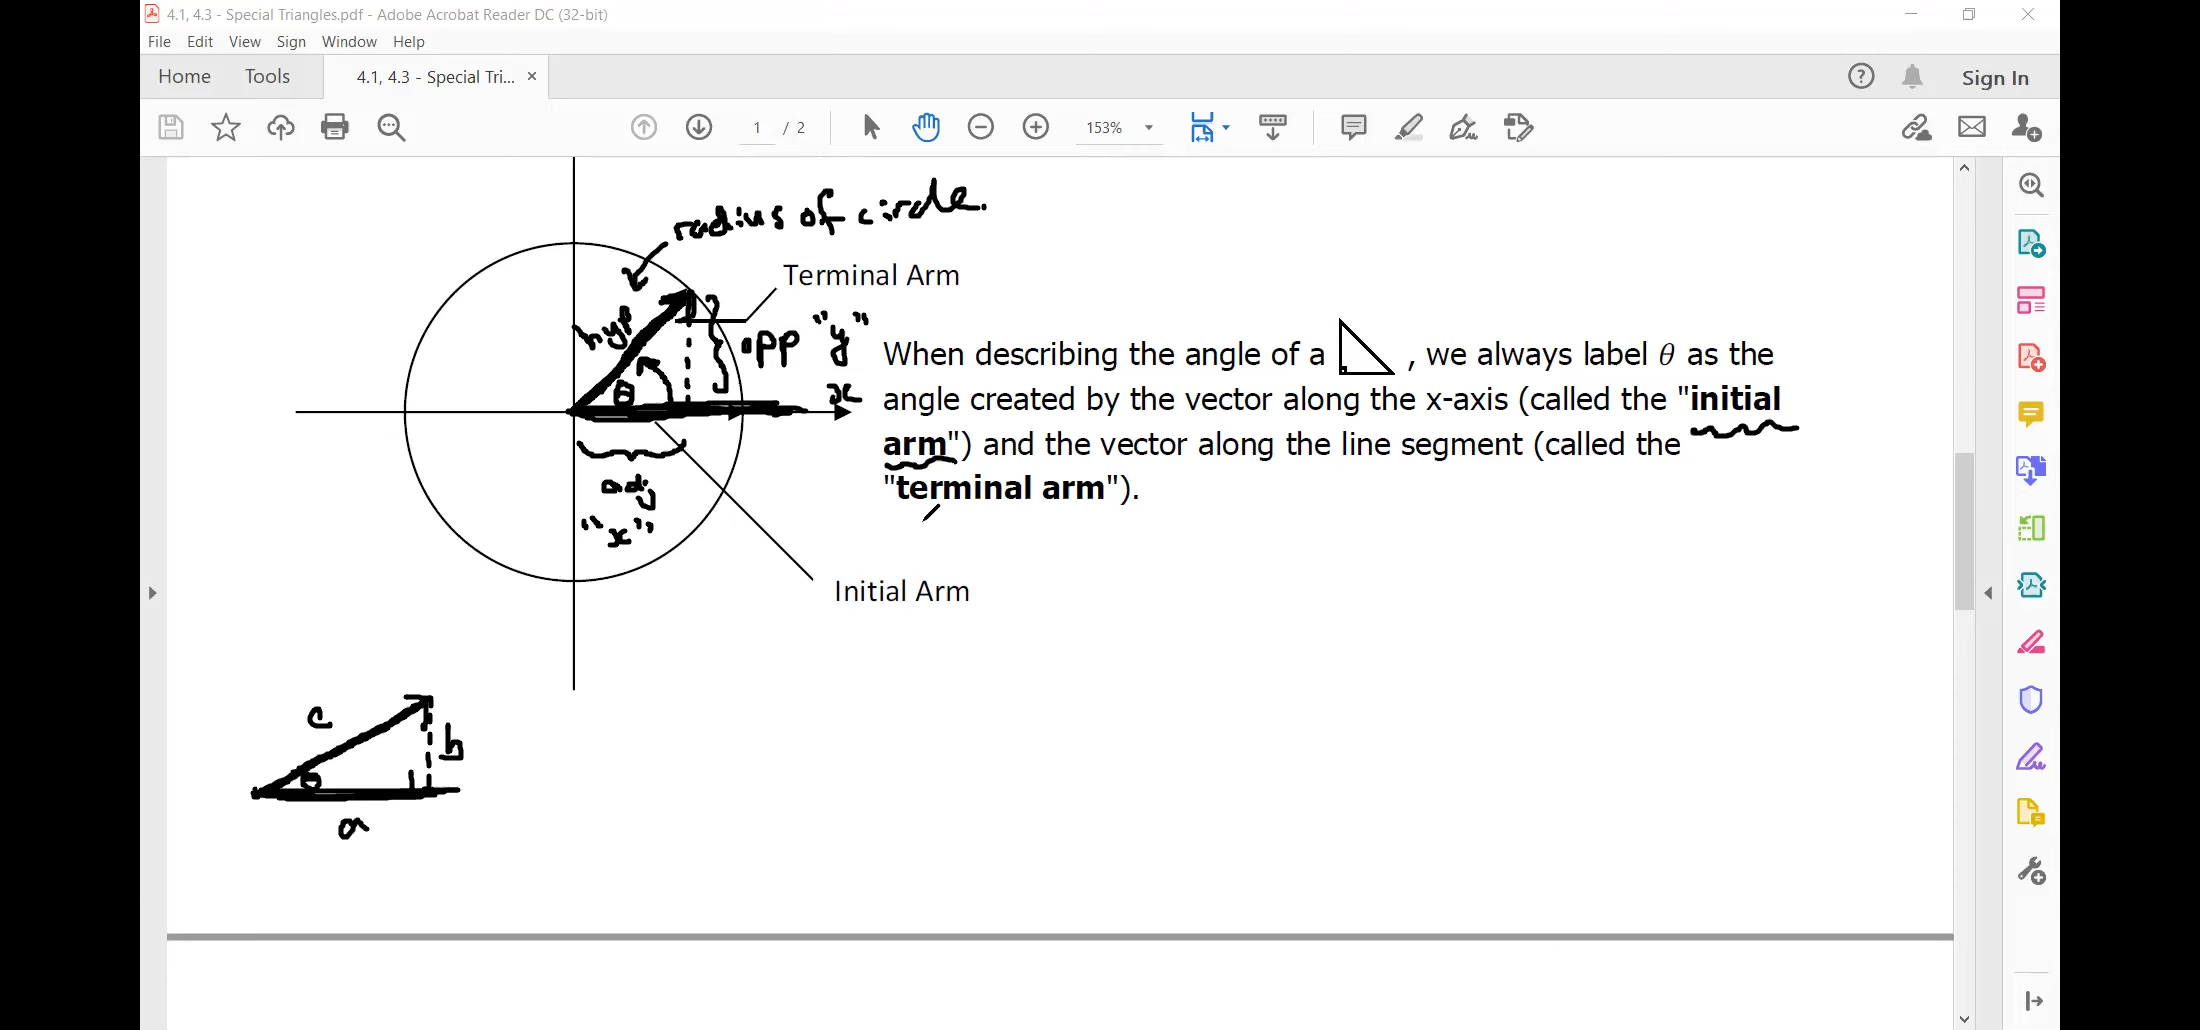 4.1, 4.3 - Special Triangles.pdf - Adobe Acrobat Reader DC (32-bit)
File Edit View Sign Window Help
Home Tools 4.1, 4.3 - Special Tri... × Sign In
1 / 2 153%
radius of circle.
Terminal Arm
hyp
opp "y"
θ
x
When describing the angle of a , we always label θ as the
angle created by the vector along the x-axis (called the "initial
arm") and the vector along the line segment (called the
"terminal arm").
adj
"x"
Initial Arm
c
b
θ
a